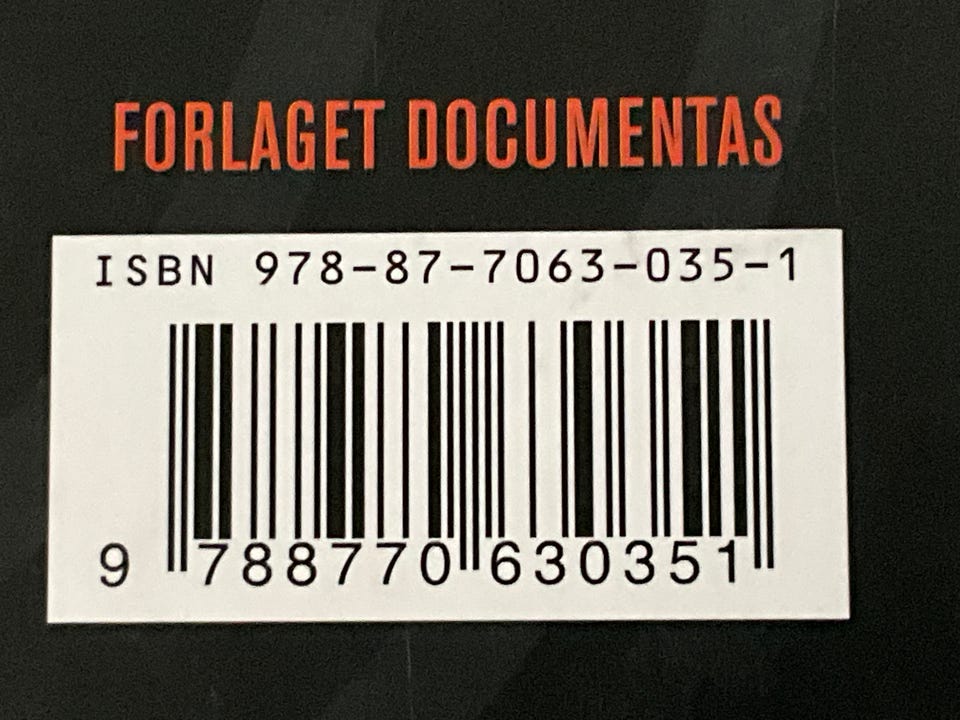 FORLAGET DOCUMENTAS
ISBN 978-87-7063-035-1
9 788770 630351